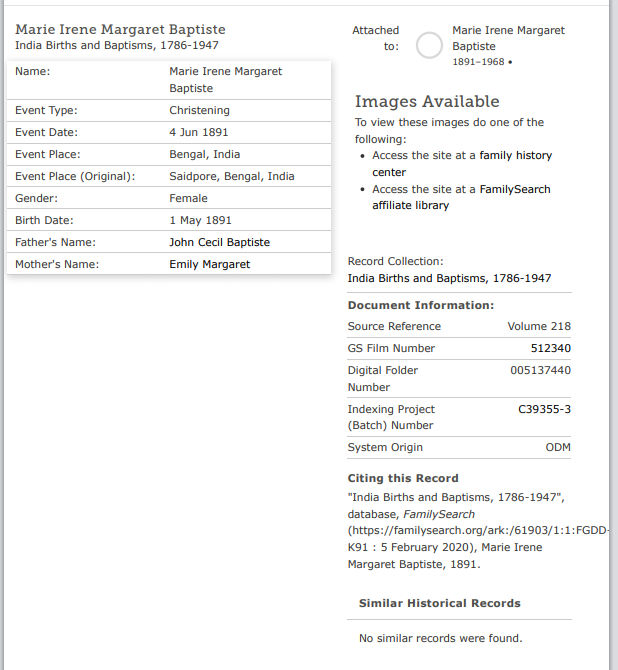 Marie Irene Margaret Baptiste
India Births and Baptisms, 1786-1947
Name: Marie Irene Margaret
Baptiste
Event Type: Christening
Event Date: 4 Jun 1891
Event Place: Bengal, India
Event Place (Original): Saidpore, Bengal, India
Gender: Female
Birth Date: 1 May 1891
Father's Name: John Cecil Baptiste
Mother's Name: Emily Margaret
Attached
to:
Marie Irene Margaret
Baptiste
1891–1968 •
Images Available
To view these images do one of the
following:
• Access the site at a family history
center
• Access the site at a FamilySearch
affiliate library
Record Collection:
India Births and Baptisms, 1786-1947
Document Information:
Source Reference Volume 218
GS Film Number 512340
Digital Folder 005137440
Number
Indexing Project C39355-3
(Batch) Number
System Origin ODM
Citing this Record
"India Births and Baptisms, 1786-1947",
database, FamilySearch
(https://familysearch.org/ark:/61903/1:1:FGDD-
K91 : 5 February 2020), Marie Irene
Margaret Baptiste, 1891.
Similar Historical Records
No similar records were found.